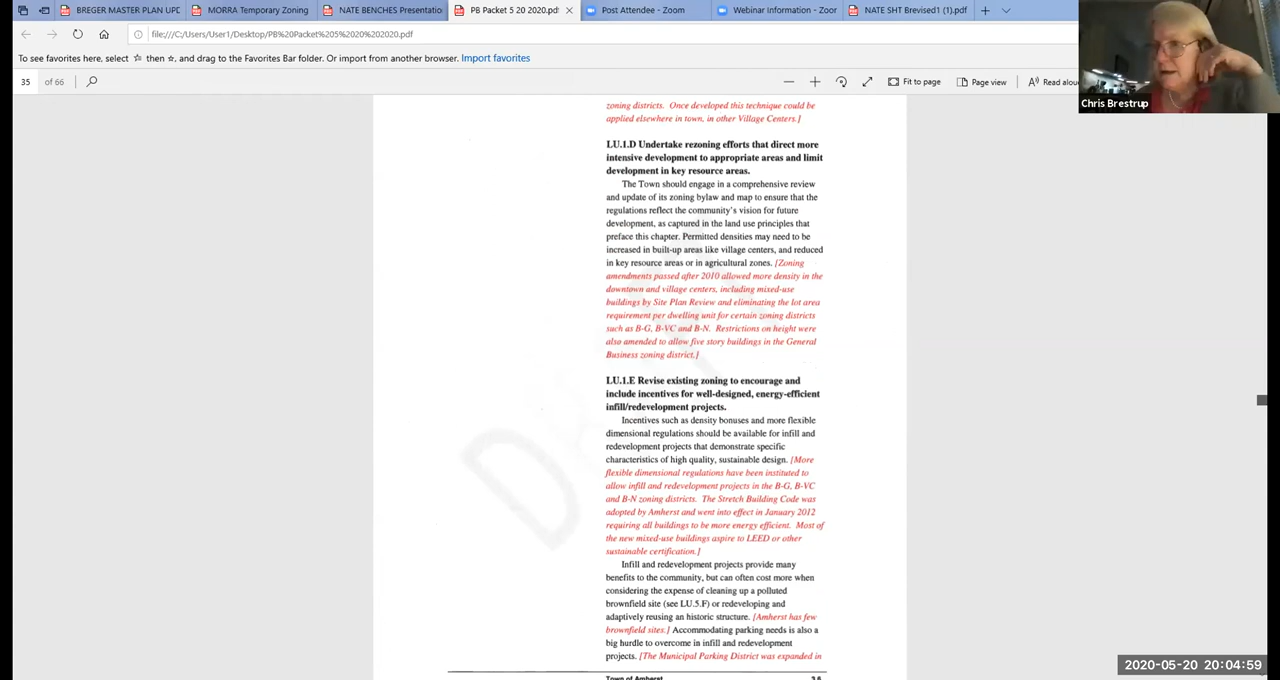 BREGER MASTER PLAN UPD
MORRA Temporary Zoning
NATE BENCHES Presentatio
PB Packet 5 20 2020.pdf
Post Attendee - Zoom
Webinar Information - Zoom
NATE SHT Brevised1 (1).pdf
file:///C:/Users/User1/Desktop/PB%20Packet%205%2020%202020.pdf
To see favorites here, select then , and drag to the Favorites Bar folder. Or import from another browser. Import favorites
35 of 66
Fit to page
Page view
Read alou
Chris Brestrup
zoning districts. Once developed this technique could be
applied elsewhere in town, in other Village Centers.]
LU.1.D Undertake rezoning efforts that direct more
intensive development to appropriate areas and limit
development in key resource areas.
The Town should engage in a comprehensive review
and update of its zoning bylaw and map to ensure that the
regulations reflect the community's vision for future
development, as captured in the land use principles that
preface this chapter. Permitted densities may need to be
increased in built-up areas like village centers, and reduced
in key resource areas or in agricultural zones. [Zoning
amendments passed after 2010 allowed more density in the
downtown and village centers, including mixed-use
buildings by Site Plan Review and eliminating the lot area
requirement per dwelling unit for certain zoning districts
such as B-G, B-VC and B-N. Restrictions on height were
also amended to allow five story buildings in the General
Business zoning district.]
LU.1.E Revise existing zoning to encourage and
include incentives for well-designed, energy-efficient
infill/redevelopment projects.
Incentives such as density bonuses and more flexible
dimensional regulations should be available for infill and
redevelopment projects that demonstrate specific
characteristics of high quality, sustainable design. [More
flexible dimensional regulations have been instituted to
allow infill and redevelopment projects in the B-G, B-VC
and B-N zoning districts. The Stretch Building Code was
adopted by Amherst and went into effect in January 2012
requiring all buildings to be more energy efficient. Most of
the new mixed-use buildings aspire to LEED or other
sustainable certification.]
Infill and redevelopment projects provide many
benefits to the community, but can often cost more when
considering the expense of cleaning up a polluted
brownfield site (see LU.5.F) or redeveloping and
adaptively reusing an historic structure. [Amherst has few
brownfield sites.] Accommodating parking needs is also a
big hurdle to overcome in infill and redevelopment
projects. [The Municipal Parking District was expanded in
Town of Amherst
3.6
2020-05-20 20:04:59